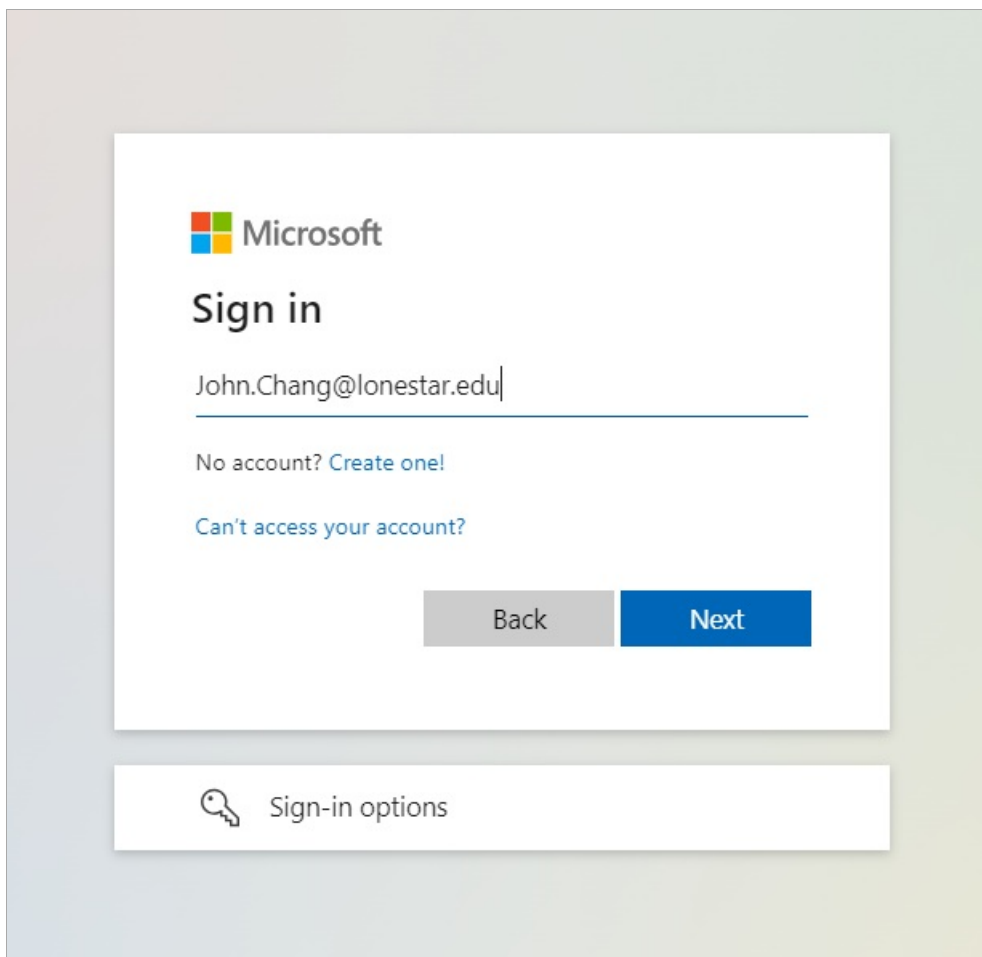 Microsoft
Sign in
John.Chang@lonestar.edu
No account? Create one!
Can't access your account?
Back Next
Sign-in options